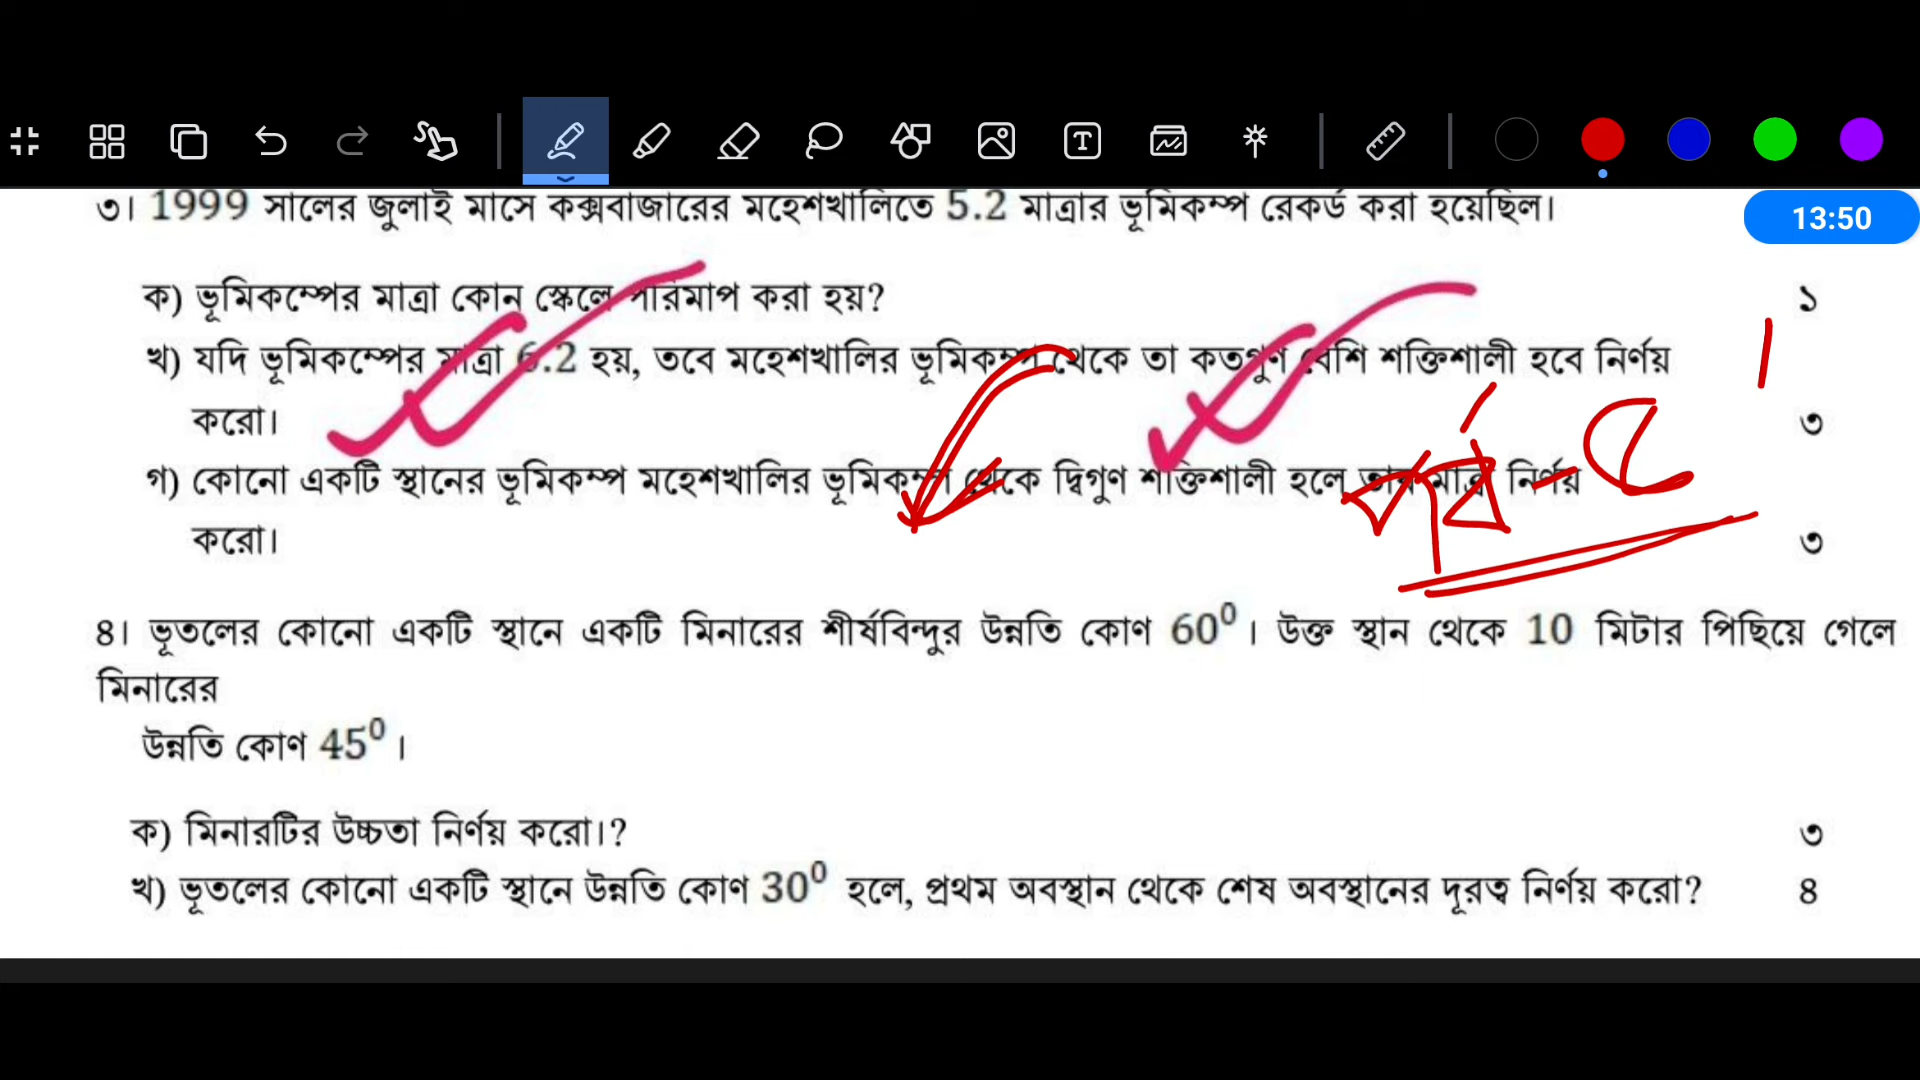 ৩। 1999 সালের জুলাই মাসে কক্সবাজারের মহেশখালিতে 5.2 মাত্রার ভূমিকম্প রেকর্ড করা হয়েছিল।
13:50
ক) ভূমিকম্পের মাত্রা কোন স্কেলে পরিমাপ করা হয়? ১
খ) যদি ভূমিকম্পের মাত্রা 6.2 হয়, তবে মহেশখালির ভূমিকম্প থেকে তা কতগুণ বেশি শক্তিশালী হবে নির্ণয়
করো। ৩
গ) কোনো একটি স্থানের ভূমিকম্প মহেশখালির ভূমিকম্প থেকে দ্বিগুণ শক্তিশালী হলে তার মাত্রা নির্ণয়
করো। ৩
৪। ভূতলের কোনো একটি স্থানে একটি মিনারের শীর্ষবিন্দুর উন্নতি কোণ 60⁰। উক্ত স্থান থেকে 10 মিটার পিছিয়ে গেলে
মিনারের
উন্নতি কোণ 45⁰।
ক) মিনারটির উচ্চতা নির্ণয় করো।? ৩
খ) ভূতলের কোনো একটি স্থানে উন্নতি কোণ 30⁰ হলে, প্রথম অবস্থান থেকে শেষ অবস্থানের দূরত্ব নির্ণয় করো? ৪